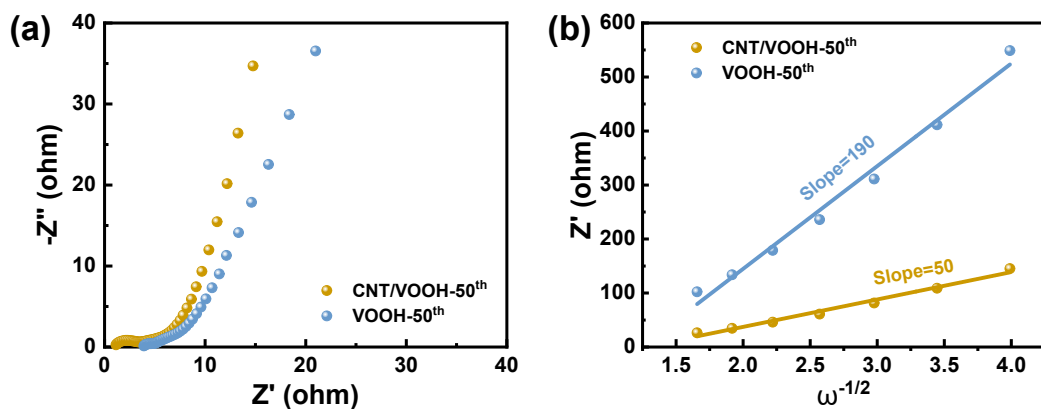 (a)
40
30
20
10
0
-Z'' (ohm)
0 10 20 30 40
Z' (ohm)
CNT/VOOH-50th
VOOH-50th
(b)
600
500
400
300
200
100
0
Z' (ohm)
1.5 2.0 2.5 3.0 3.5 4.0
ω-1/2
CNT/VOOH-50th
VOOH-50th
Slope=190
Slope=50